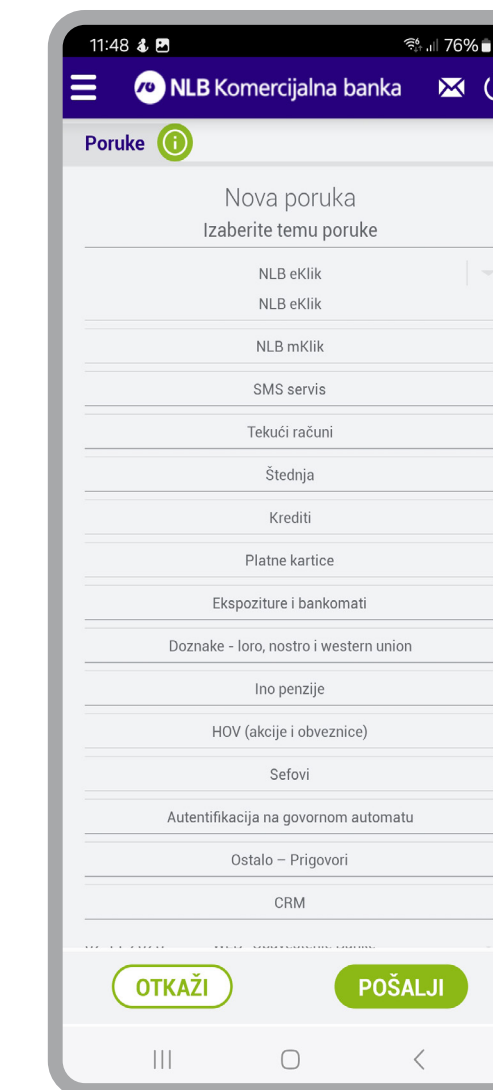 11:48 76%
NLB Komercijalna banka
Poruke
Nova poruka
Izaberite temu poruke
NLB eKlik
NLB eKlik
NLB mKlik
SMS servis
Tekući računi
Štednja
Krediti
Platne kartice
Ekspoziture i bankomati
Doznake - loro, nostro i western union
Ino penzije
HOV (akcije i obveznice)
Sefovi
Autentifikacija na govornom automatu
Ostalo – Prigovori
CRM
OTKAŽI POŠALJI